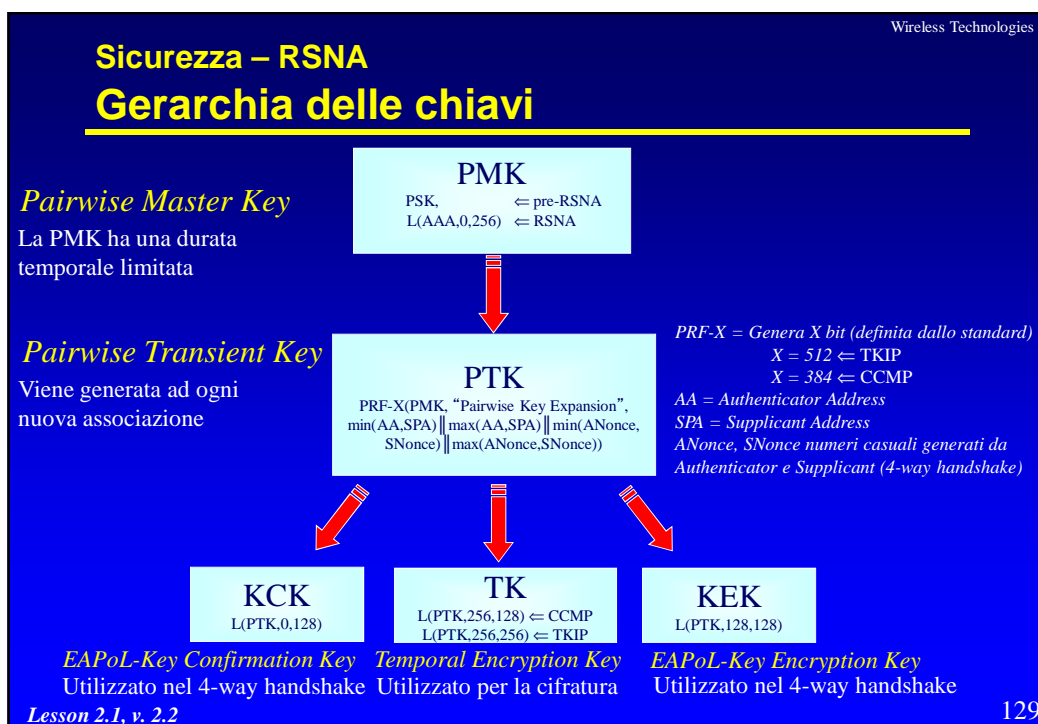 Wireless Technologies
Sicurezza – RSNA
Gerarchia delle chiavi
Pairwise Master Key
La PMK ha una durata
temporale limitata
PMK
PSK, ⇐ pre-RSNA
L(AAA,0,256) ⇐ RSNA
Pairwise Transient Key
Viene generata ad ogni
nuova associazione
PTK
PRF-X(PMK, “Pairwise Key Expansion”,
min(AA,SPA)║max(AA,SPA)║min(ANonce,
SNonce)║max(ANonce,SNonce))
PRF-X = Genera X bit (definita dallo standard)
X = 512 ⇐ TKIP
X = 384 ⇐ CCMP
AA = Authenticator Address
SPA = Supplicant Address
ANonce, SNonce numeri casuali generati da
Authenticator e Supplicant (4-way handshake)
KCK
L(PTK,0,128)
EAPoL-Key Confirmation Key
Utilizzato nel 4-way handshake
TK
L(PTK,256,128) ⇐ CCMP
L(PTK,256,256) ⇐ TKIP
Temporal Encryption Key
Utilizzato per la cifratura
KEK
L(PTK,128,128)
EAPoL-Key Encryption Key
Utilizzato nel 4-way handshake
Lesson 2.1, v. 2.2
129